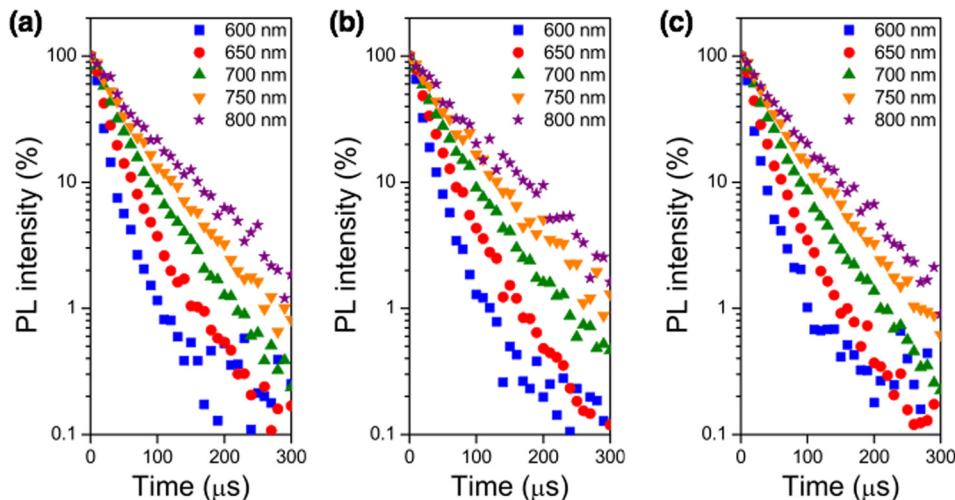 (a)
600 nm
650 nm
700 nm
750 nm
800 nm
PL intensity (%)
100
10
1
0.1
0 100 200 300
Time (μs)
(b)
600 nm
650 nm
700 nm
750 nm
800 nm
PL intensity (%)
100
10
1
0.1
0 100 200 300
Time (μs)
(c)
600 nm
650 nm
700 nm
750 nm
800 nm
PL intensity (%)
100
10
1
0.1
0 100 200 300
Time (μs)